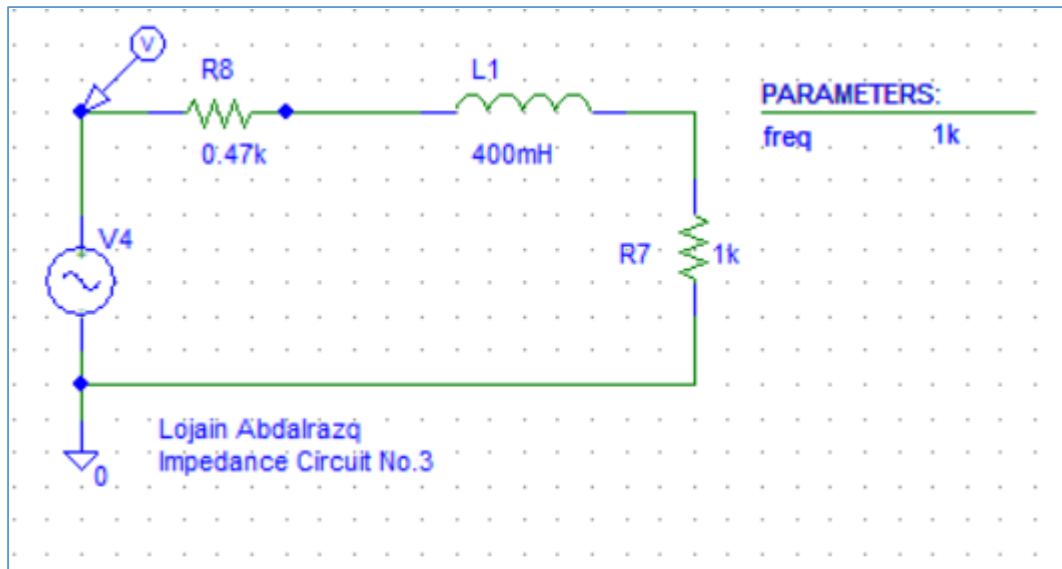 V
R8
L1
PARAMETERS:
freq 1k
0.47k
400mH
V4
R7
1k
Lojain Abdalrazq
Impedance Circuit No.3
0